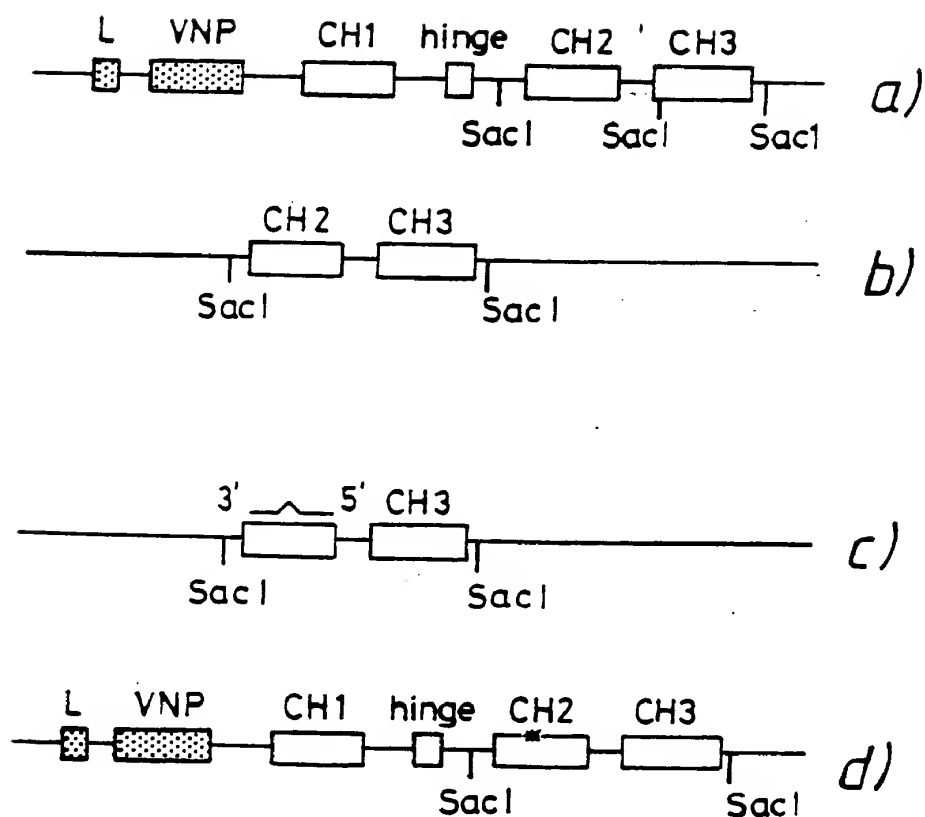 L VNP CH1 hinge CH2 CH3
SacI SacI Sac1
a)
CH2 CH3
SacI SacI
b)
3' 5' CH3
SacI SacI
c)
L VNP CH1 hinge CH2 CH3
SacI SacI
d)